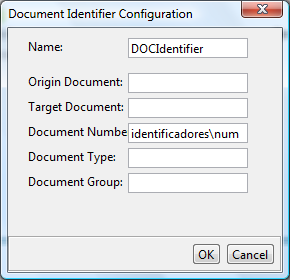 Document Identifier Configuration
Name: DOCIdentifier
Origin Document:
Target Document:
Document Numbe identificadores\num
Document Type:
Document Group:
OK Cancel